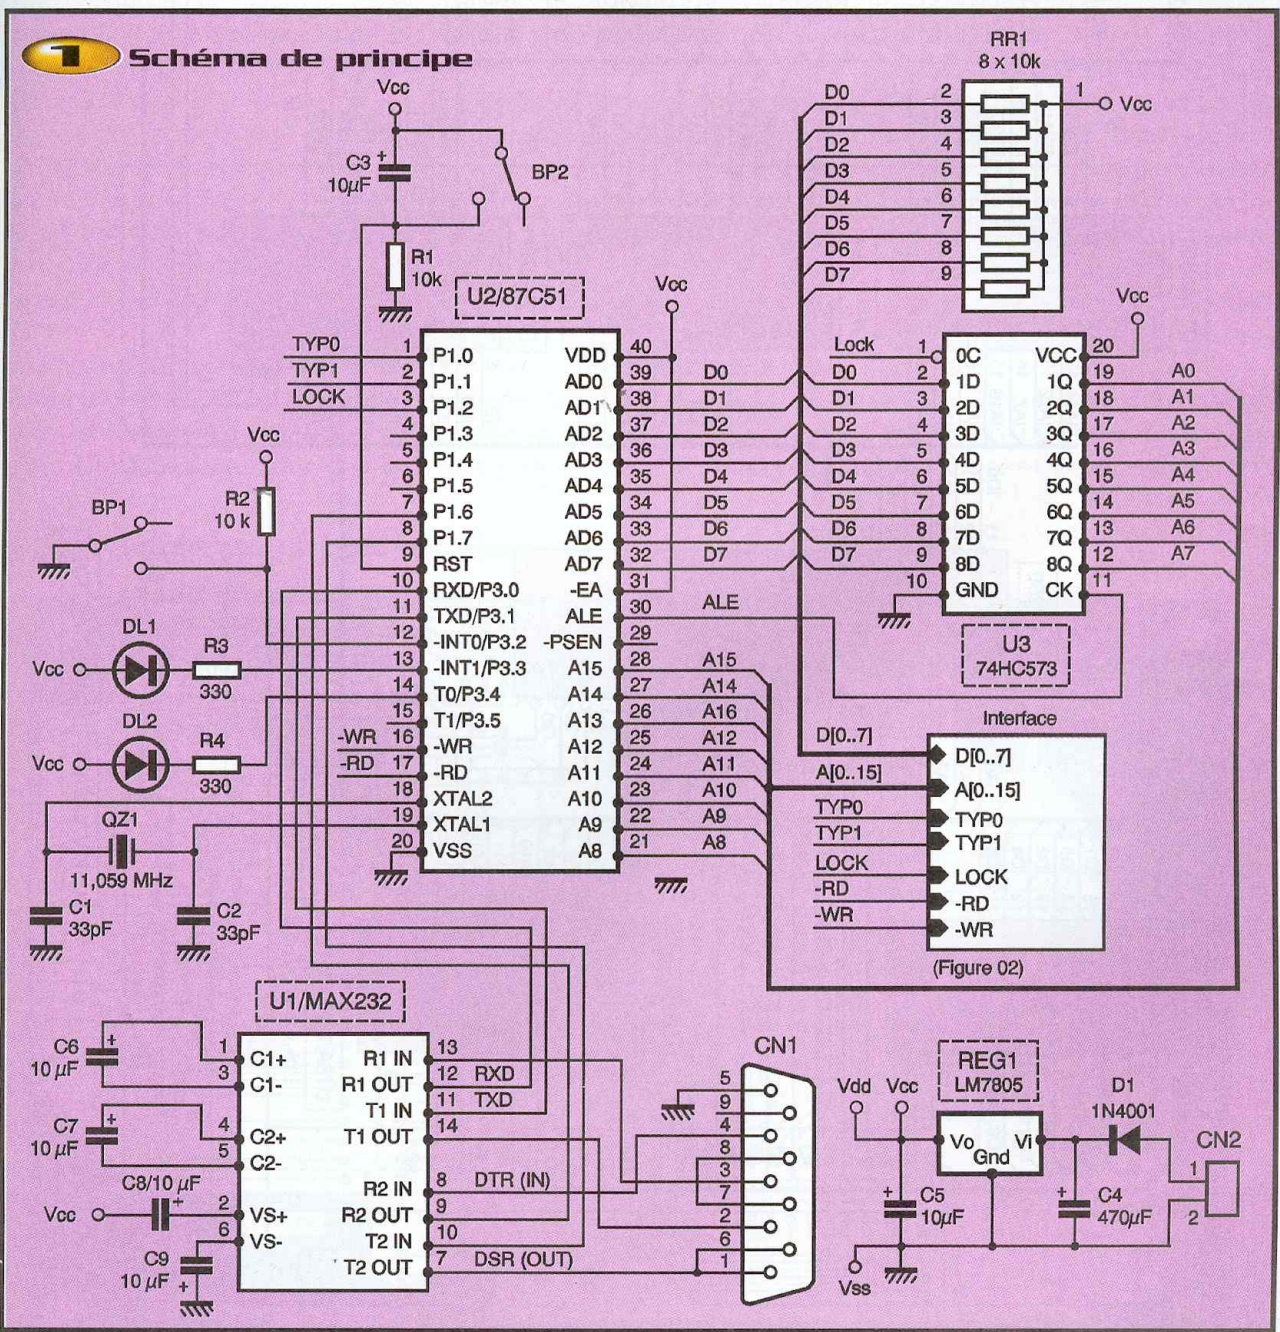 1 Schéma de principe
RR1
8 x 10k
Vcc
D0 2 1 Vcc
D1 3
D2 4
D3 5
D4 6
D5 7
D6 8
D7 9
C3 +
10µF
BP2
R1
10k
U2/87C51
Vcc
Vcc
TYP0 1 P1.0 VDD 40
TYP1 2 P1.1 AD0 39 D0
LOCK 3 P1.2 AD1 38 D1
4 P1.3 AD2 37 D2
5 P1.4 AD3 36 D3
6 P1.5 AD4 35 D4
7 P1.6 AD5 34 D5
8 P1.7 AD6 33 D6
9 RST AD7 32 D7
10 RXD/P3.0 -EA 31
11 TXD/P3.1 ALE 30 ALE
12 -INT0/P3.2 -PSEN 29
13 -INT1/P3.3 A15 28 A15
14 T0/P3.4 A14 27 A14
15 T1/P3.5 A13 26 A16
-WR 16 -WR A12 25 A12
-RD 17 -RD A11 24 A11
18 XTAL2 A10 23 A10
19 XTAL1 A9 22 A9
20 VSS A8 21 A8
Lock 1 0C VCC 20
D0 2 1D 1Q 19 A0
D1 3 2D 2Q 18 A1
D2 4 3D 3Q 17 A2
D3 5 4D 4Q 16 A3
D4 6 5D 5Q 15 A4
D5 7 6D 6Q 14 A5
D6 8 7D 7Q 13 A6
D7 9 8D 8Q 12 A7
10 GND CK 11
U3
74HC573
Vcc
R2
10 k
BP1
DL1
Vcc
R3
330
DL2
Vcc
R4
330
QZ1
11,059 MHz
C1
33pF
C2
33pF
Interface
D[0..7] D[0..7]
A[0..15] A[0..15]
TYP0 TYP0
TYP1 TYP1
LOCK LOCK
-RD -RD
-WR -WR
(Figure 02)
U1/MAX232
C6 +
10 µF
C7 +
10 µF
C8/10 µF
Vcc +
C9
10 µF +
1 C1+ R1 IN 13
3 C1- R1 OUT 12 RXD
T1 IN 11 TXD
4 C2+ T1 OUT 14
5 C2-
R2 IN 8 DTR (IN)
2 VS+ R2 OUT 9
6 VS- T2 IN 10
T2 OUT 7 DSR (OUT)
CN1
5
9
4
8
3
7
2
6
1
REG1
LM7805
Vdd Vcc
D1
1N4001
Vo Vi
Gnd
CN2
1
2
+ C5
10µF
+ C4
470µF
Vss